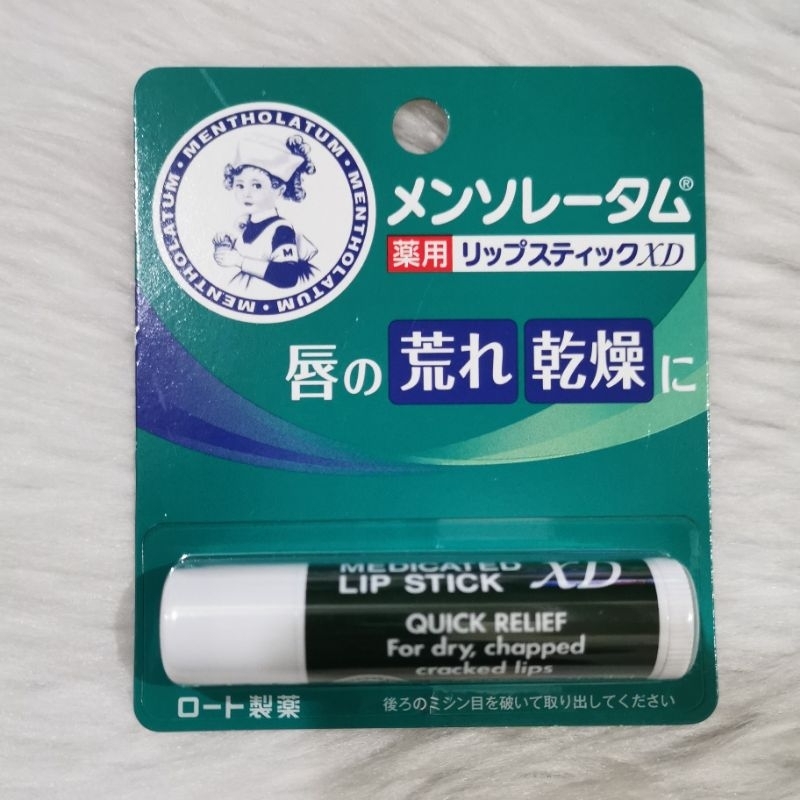 MENTHOLATUM · MENTHOLATUM · MENTHOLATUM ·
M
メンソレータム®
薬用 リップスティックXD
唇の 荒れ 乾燥 に
MEDICATED
LIP STICK XD
QUICK RELIEF
For dry, chapped
cracked lips
ロート製薬
後ろのミシン目を破いて取り出してください